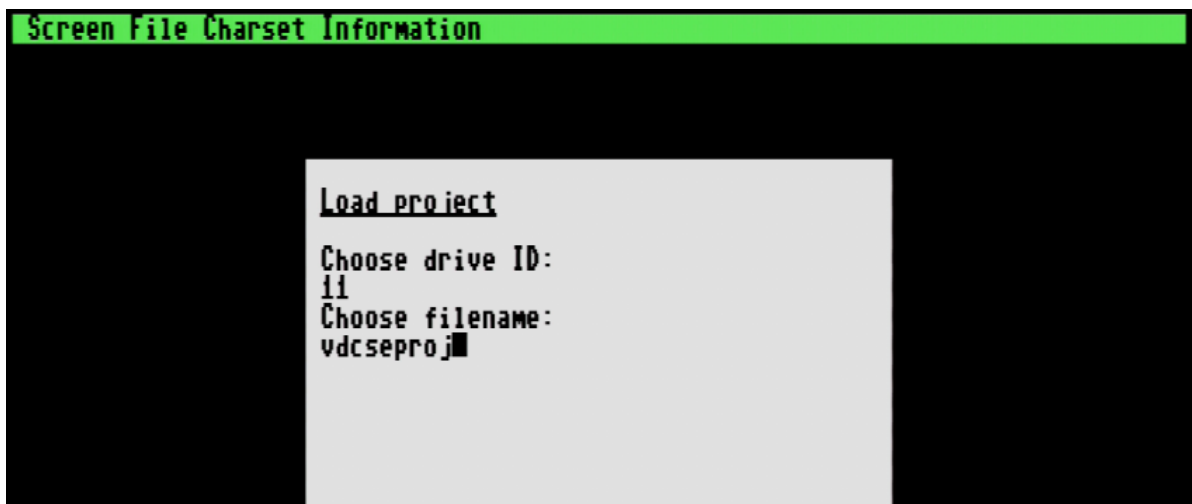 Screen File Charset Information
Load project
Choose drive ID:
11
Choose filename:
vdcseproj